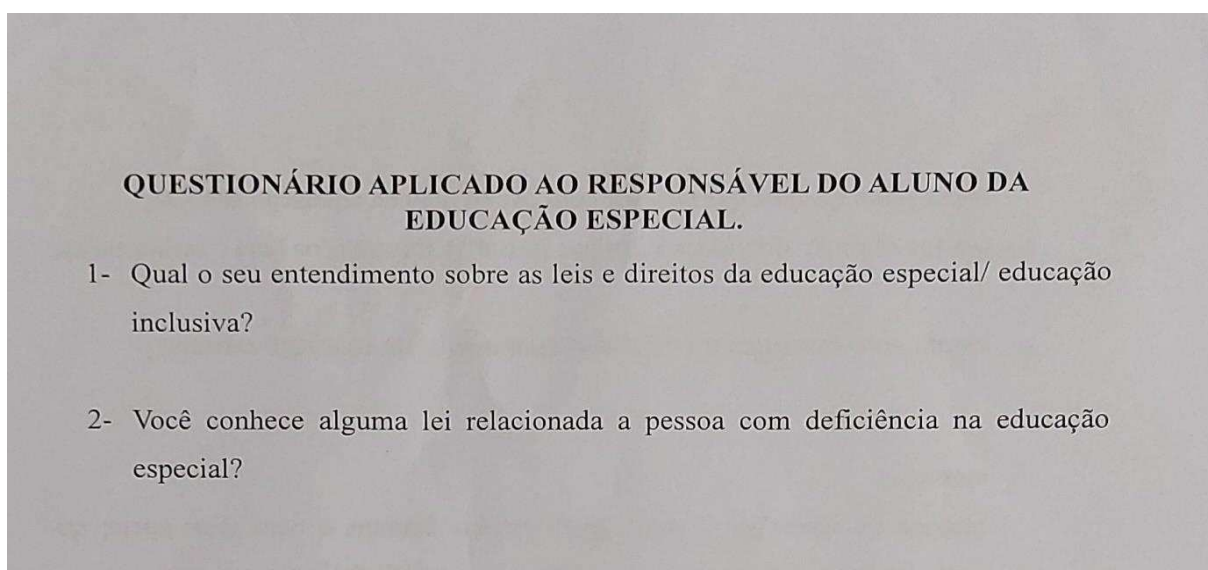 QUESTIONÁRIO APLICADO AO RESPONSÁVEL DO ALUNO DA
EDUCAÇÃO ESPECIAL.
1- Qual o seu entendimento sobre as leis e direitos da educação especial/ educação
inclusiva?
2- Você conhece alguma lei relacionada a pessoa com deficiência na educação
especial?